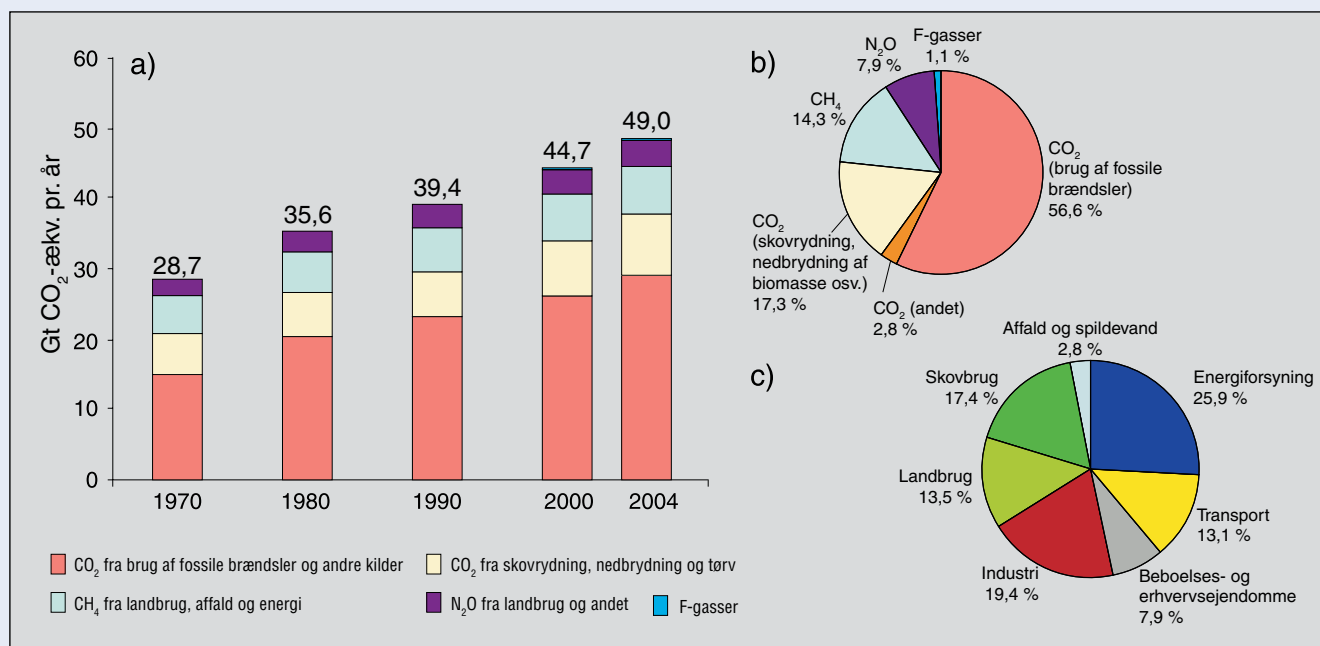 a)
Gt CO₂-ækv. pr. år
60
50
40
30
20
10
0
28,7
35,6
39,4
44,7
49,0
1970
1980
1990
2000
2004
CO₂ fra brug af fossile brændsler og andre kilder
CH₄ fra landbrug, affald og energi
CO₂ fra skovrydning, nedbrydning og tørv
N₂O fra landbrug og andet
F-gasser
b)
F-gasser
1,1 %
N₂O
7,9 %
CH₄
14,3 %
CO₂
(brug af fossile
brændsler)
56,6 %
CO₂
(skovrydning,
nedbrydning af
biomasse osv.)
17,3 %
CO₂ (andet)
2,8 %
c)
Affald og spildevand
2,8 %
Skovbrug
17,4 %
Energiforsyning
25,9 %
Landbrug
13,5 %
Transport
13,1 %
Industri
19,4 %
Beboelses- og
erhvervsejendomme
7,9 %